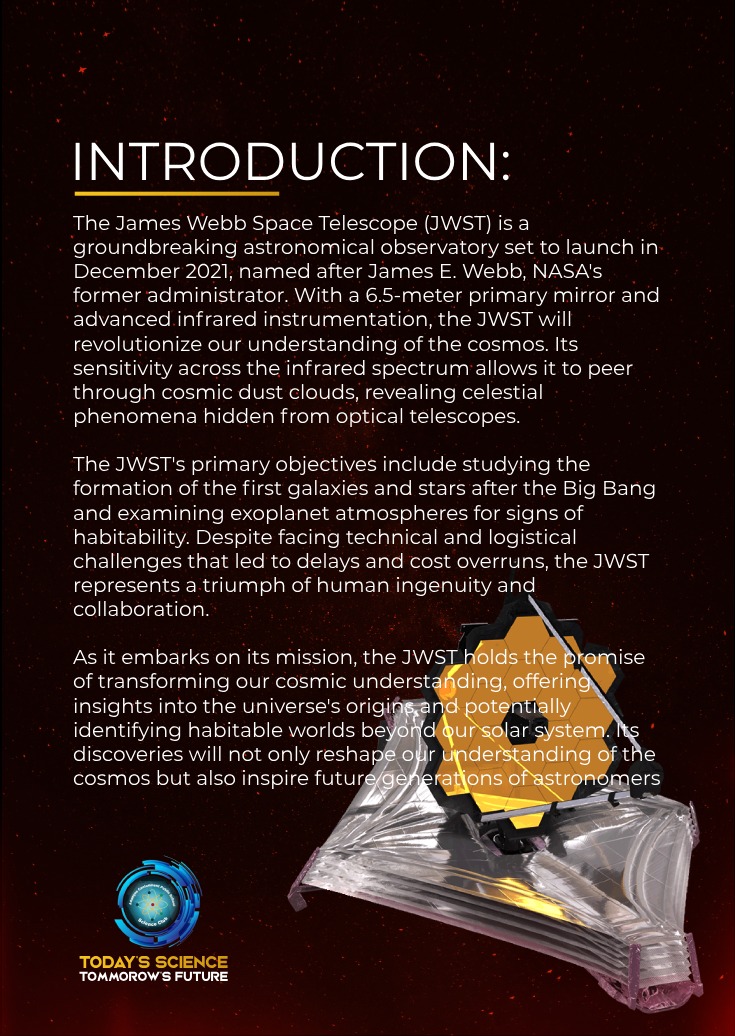 INTRODUCTION:
The James Webb Space Telescope (JWST) is a
groundbreaking astronomical observatory set to launch in
December 2021, named after James E. Webb, NASA's
former administrator. With a 6.5-meter primary mirror and
advanced infrared instrumentation, the JWST will
revolutionize our understanding of the cosmos. Its
sensitivity across the infrared spectrum allows it to peer
through cosmic dust clouds, revealing celestial
phenomena hidden from optical telescopes.
The JWST's primary objectives include studying the
formation of the first galaxies and stars after the Big Bang
and examining exoplanet atmospheres for signs of
habitability. Despite facing technical and logistical
challenges that led to delays and cost overruns, the JWST
represents a triumph of human ingenuity and
collaboration.
As it embarks on its mission, the JWST holds the promise
of transforming our cosmic understanding, offering
insights into the universe's origins and potentially
identifying habitable worlds beyond our solar system. Its
discoveries will not only reshape our understanding of the
cosmos but also inspire future generations of astronomers
Science Club
TODAY'S SCIENCE
TOMMOROW'S FUTURE